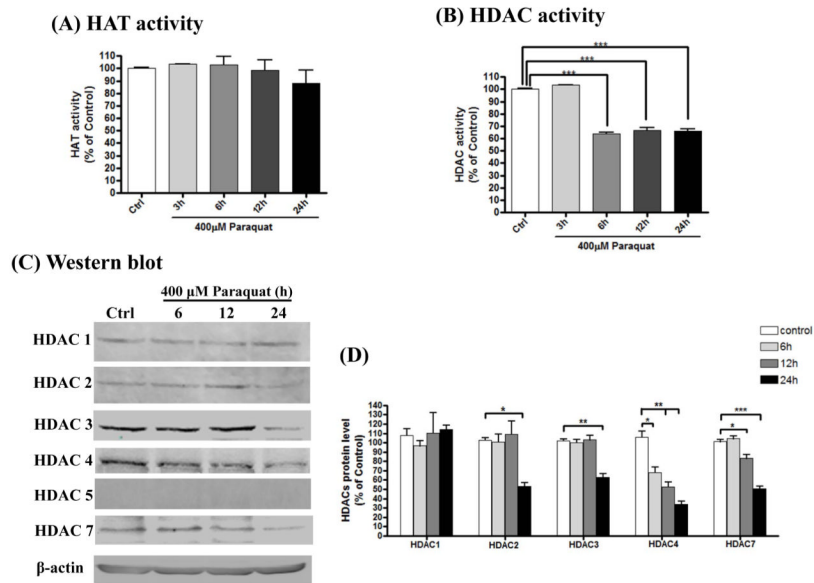 (A) HAT activity
HAT activity
(% of Control)
110
100
90
80
70
60
50
40
30
20
10
0
Ctrl 3h 6h 12h 24h
400µM Paraquat
(B) HDAC activity
***
***
***
HDAC activity
(% of Control)
110
100
90
80
70
60
50
40
30
20
10
0
Ctrl 3h 6h 12h 24h
400µM Paraquat
(C) Western blot
400 µM Paraquat (h)
Ctrl 6 12 24
HDAC 1
HDAC 2
HDAC 3
HDAC 4
HDAC 5
HDAC 7
β-actin
(D)
control
6h
12h
24h
HDACs protein level
(% of Control)
140
130
120
110
100
90
80
70
60
50
40
30
20
10
0
* ** ** * *** *
HDAC1 HDAC2 HDAC3 HDAC4 HDAC7